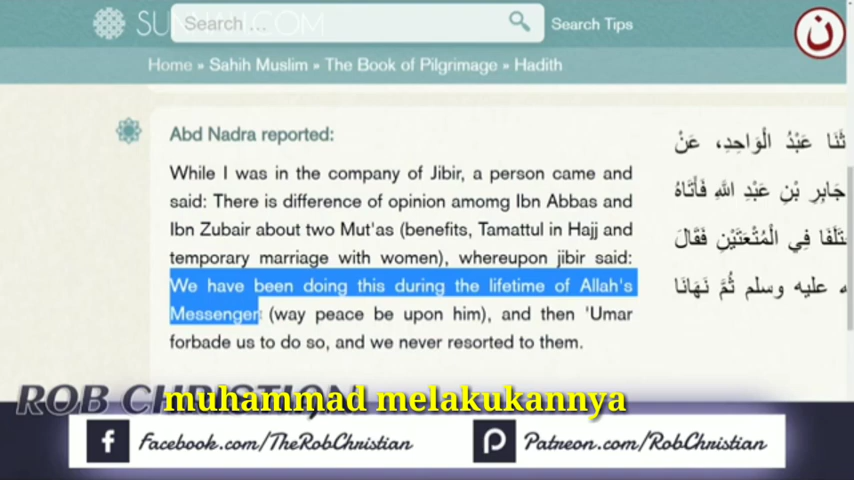 SUNNAH.COM
Search ...
Search Tips
ن
Home » Sahih Muslim » The Book of Pilgrimage » Hadith
Abd Nadra reported:
While I was in the company of Jibir, a person came and
said: There is difference of opinion amomg Ibn Abbas and
Ibn Zubair about two Mut'as (benefits, Tamattul in Hajj and
temporary marriage with women), whereupon jibir said:
We have been doing this during the lifetime of Allah's
Messenger: (way peace be upon him), and then 'Umar
forbade us to do so, and we never resorted to them.
عَبْدُ الْوَاحِدِ، عَنْ
جَابِرِ بْنِ عَبْدِ اللَّهِ فَأَتَاهُ
فِي الْمُتْعَتَيْنِ فَقَالَ
عليه وسلم ثُمَّ نَهَانَا
ROB CHRISTIAN
muhammad melakukannya
Facebook.com/TheRobChristian
Patreon.com/RobChristian